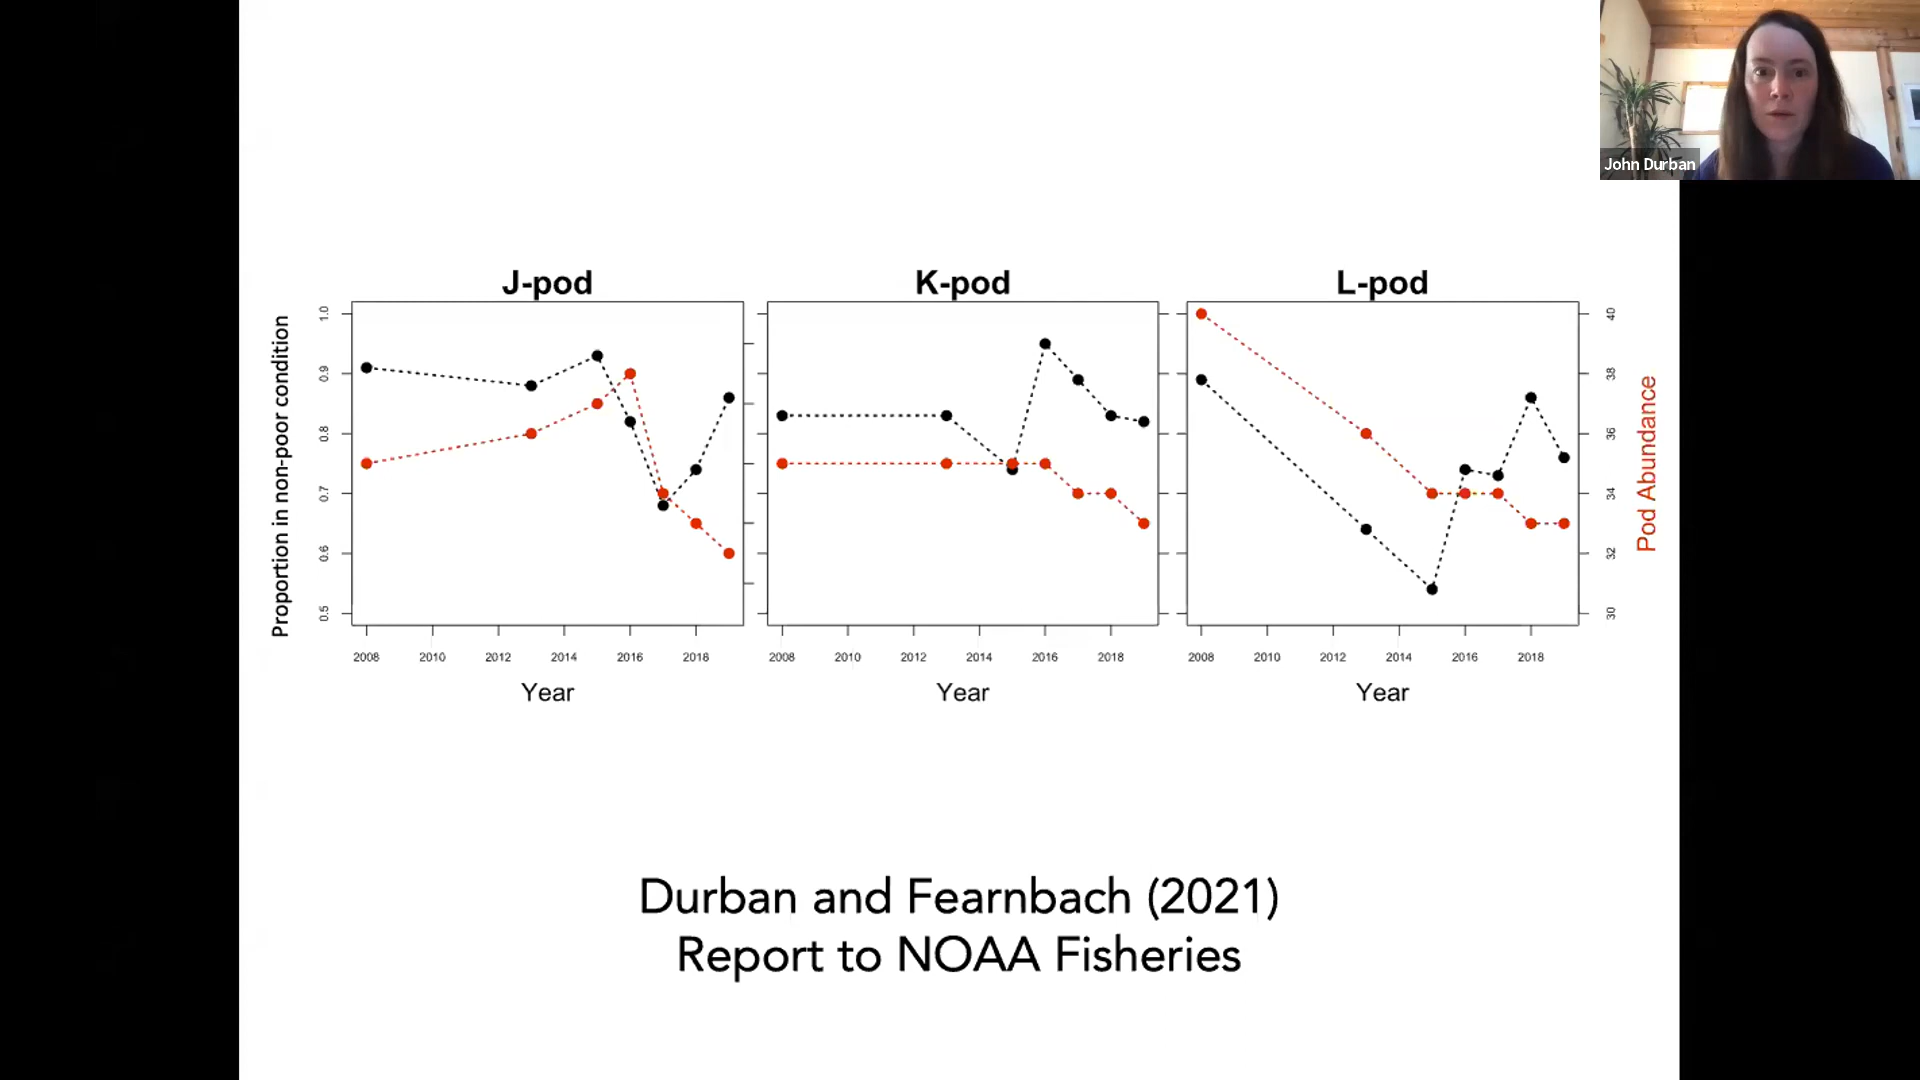 John Durban
J-pod
K-pod
L-pod
Proportion in non-poor condition
1.0
0.9
0.8
0.7
0.6
0.5
40
38
36
34
32
30
Pod Abundance
2008 2010 2012 2014 2016 2018
2008 2010 2012 2014 2016 2018
2008 2010 2012 2014 2016 2018
Year
Year
Year
Durban and Fearnbach (2021)
Report to NOAA Fisheries